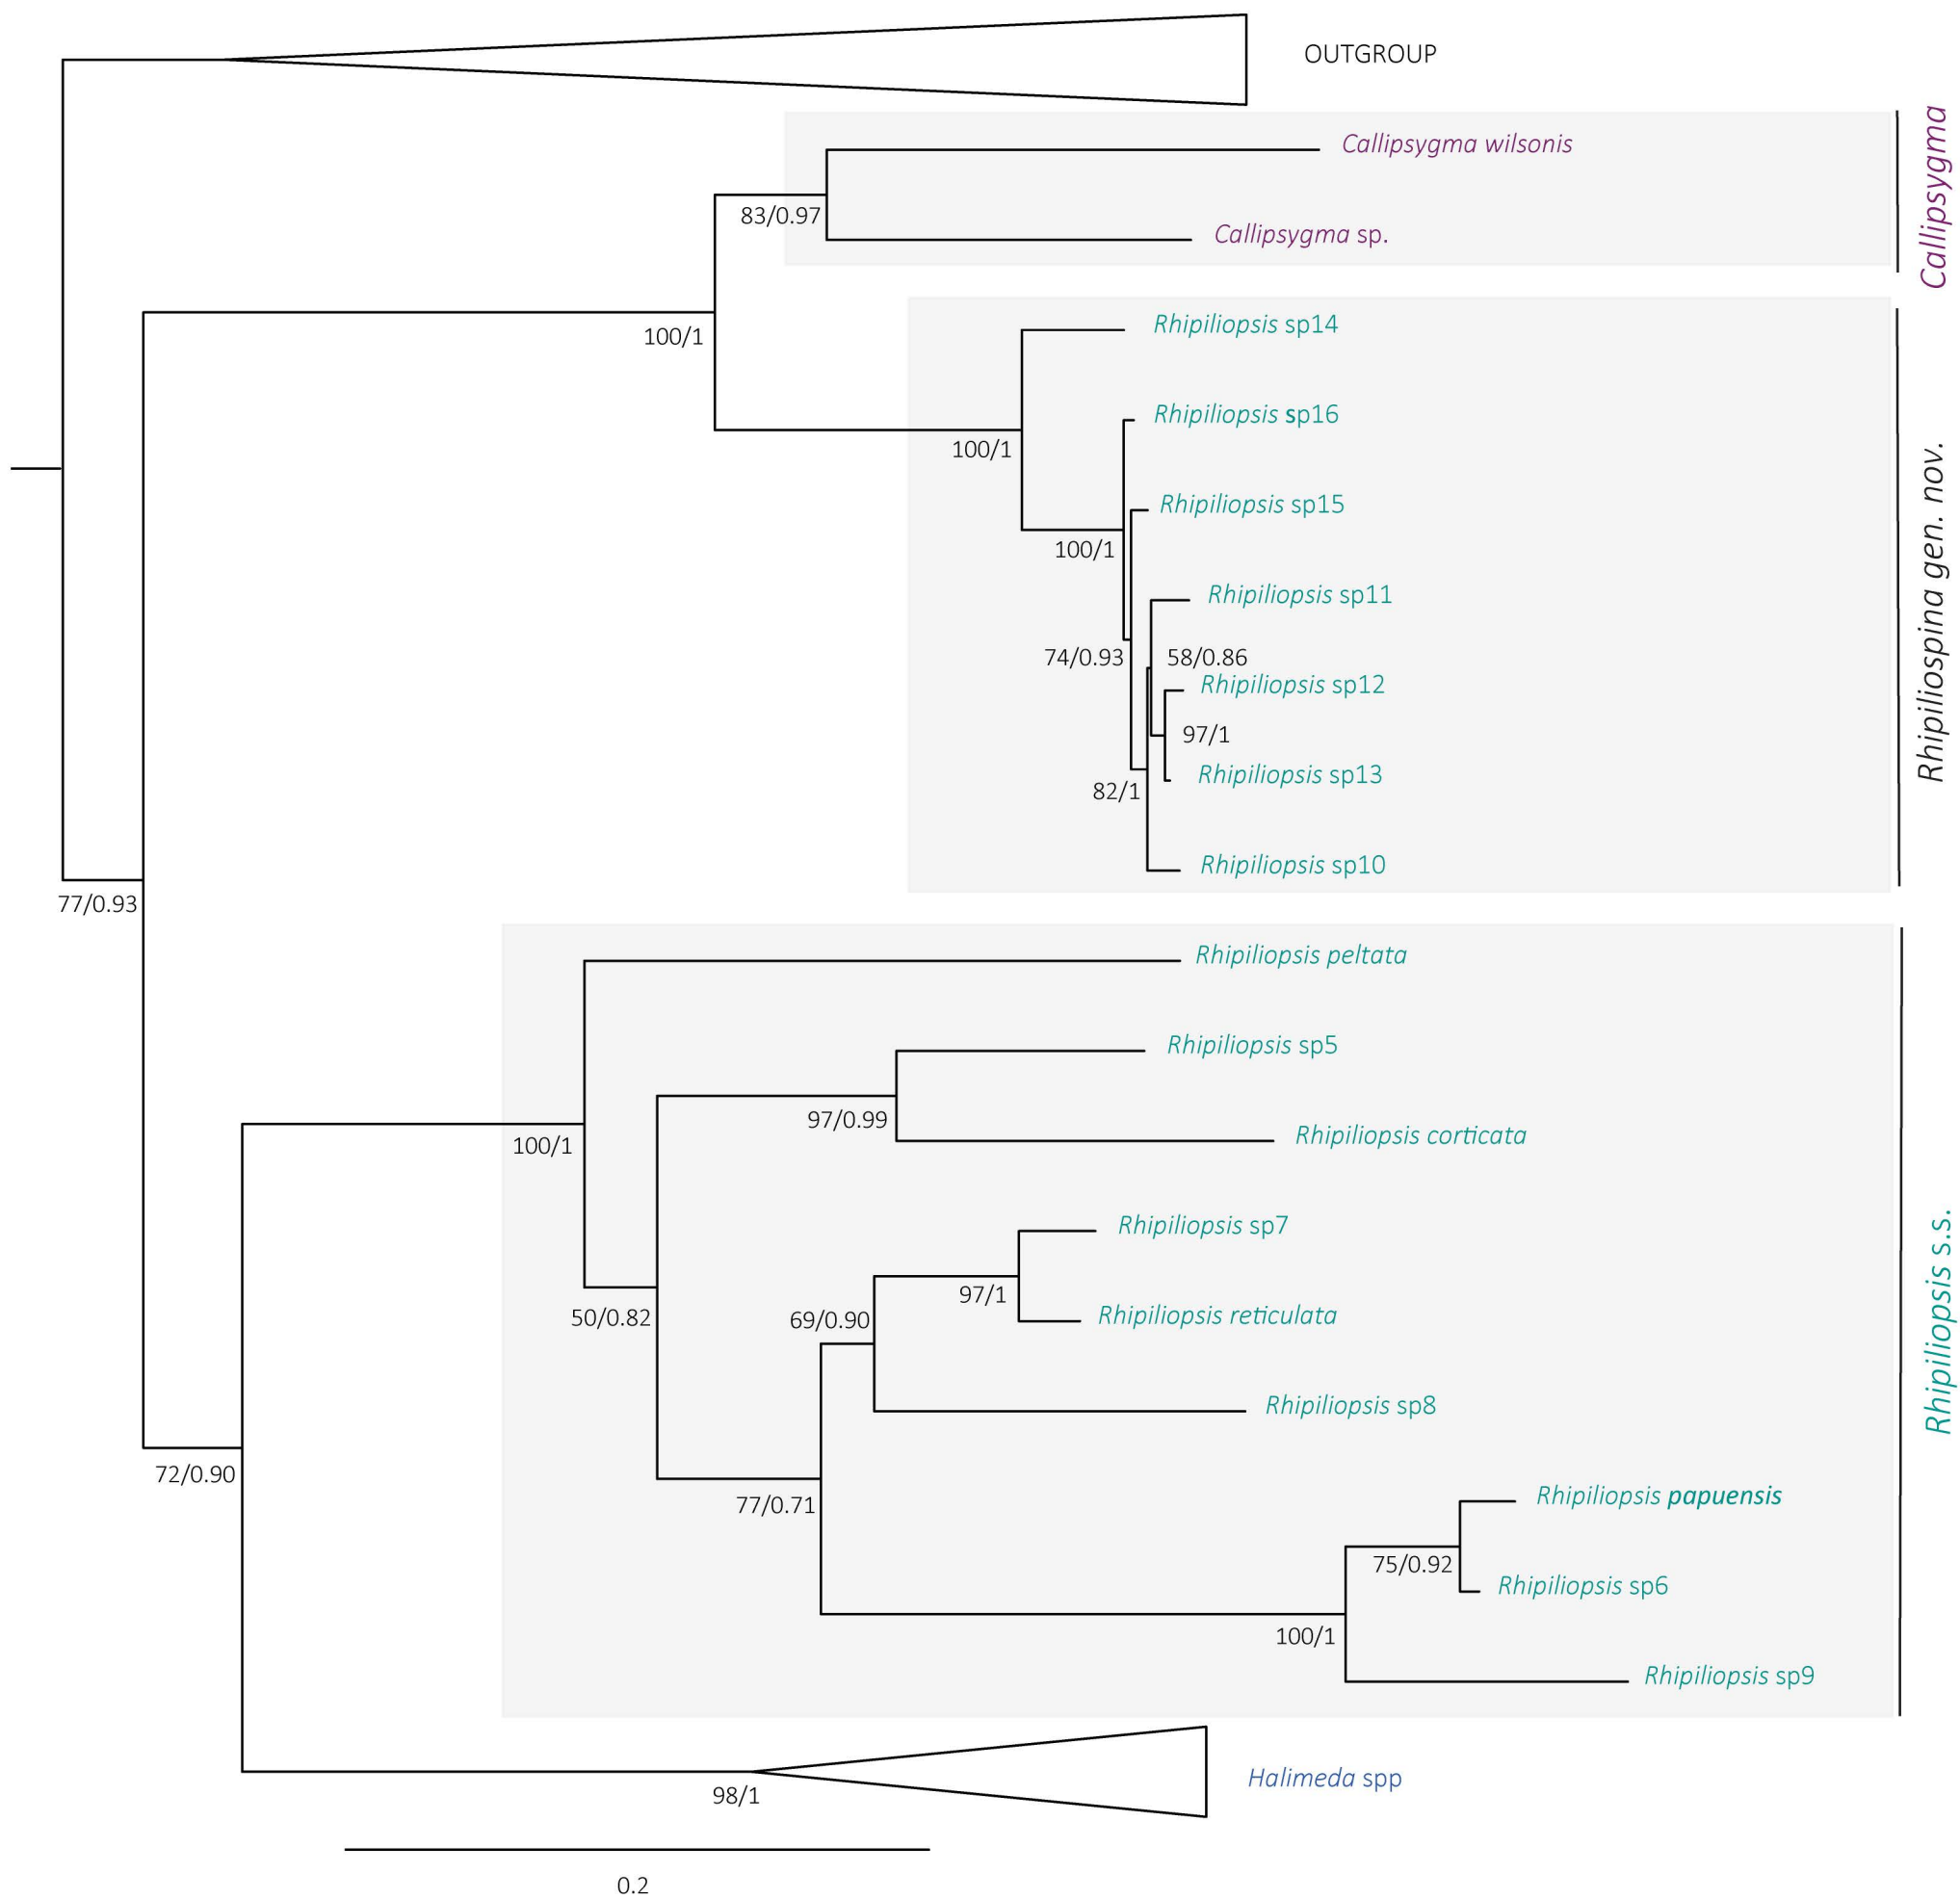 OUTGROUP
Callipsygma wilsonis
83/0.97
Callipsygma sp.
Callipsygma
100/1
Rhipiliopsis sp14
Rhipiliopsis sp16
100/1
Rhipiliopsis sp15
100/1
Rhipiliopsis sp11
74/0.93
58/0.86
Rhipiliopsis sp12
97/1
Rhipiliopsis sp13
82/1
Rhipiliopsis sp10
Rhipiliospina gen. nov.
77/0.93
Rhipiliopsis peltata
Rhipiliopsis sp5
97/0.99
Rhipiliopsis corticata
100/1
Rhipiliopsis sp7
97/1
Rhipiliopsis reticulata
50/0.82
69/0.90
Rhipiliopsis sp8
72/0.90
77/0.71
Rhipiliopsis papuensis
75/0.92
Rhipiliopsis sp6
100/1
Rhipiliopsis sp9
Rhipiliopsis s.s.
98/1
Halimeda spp
0.2